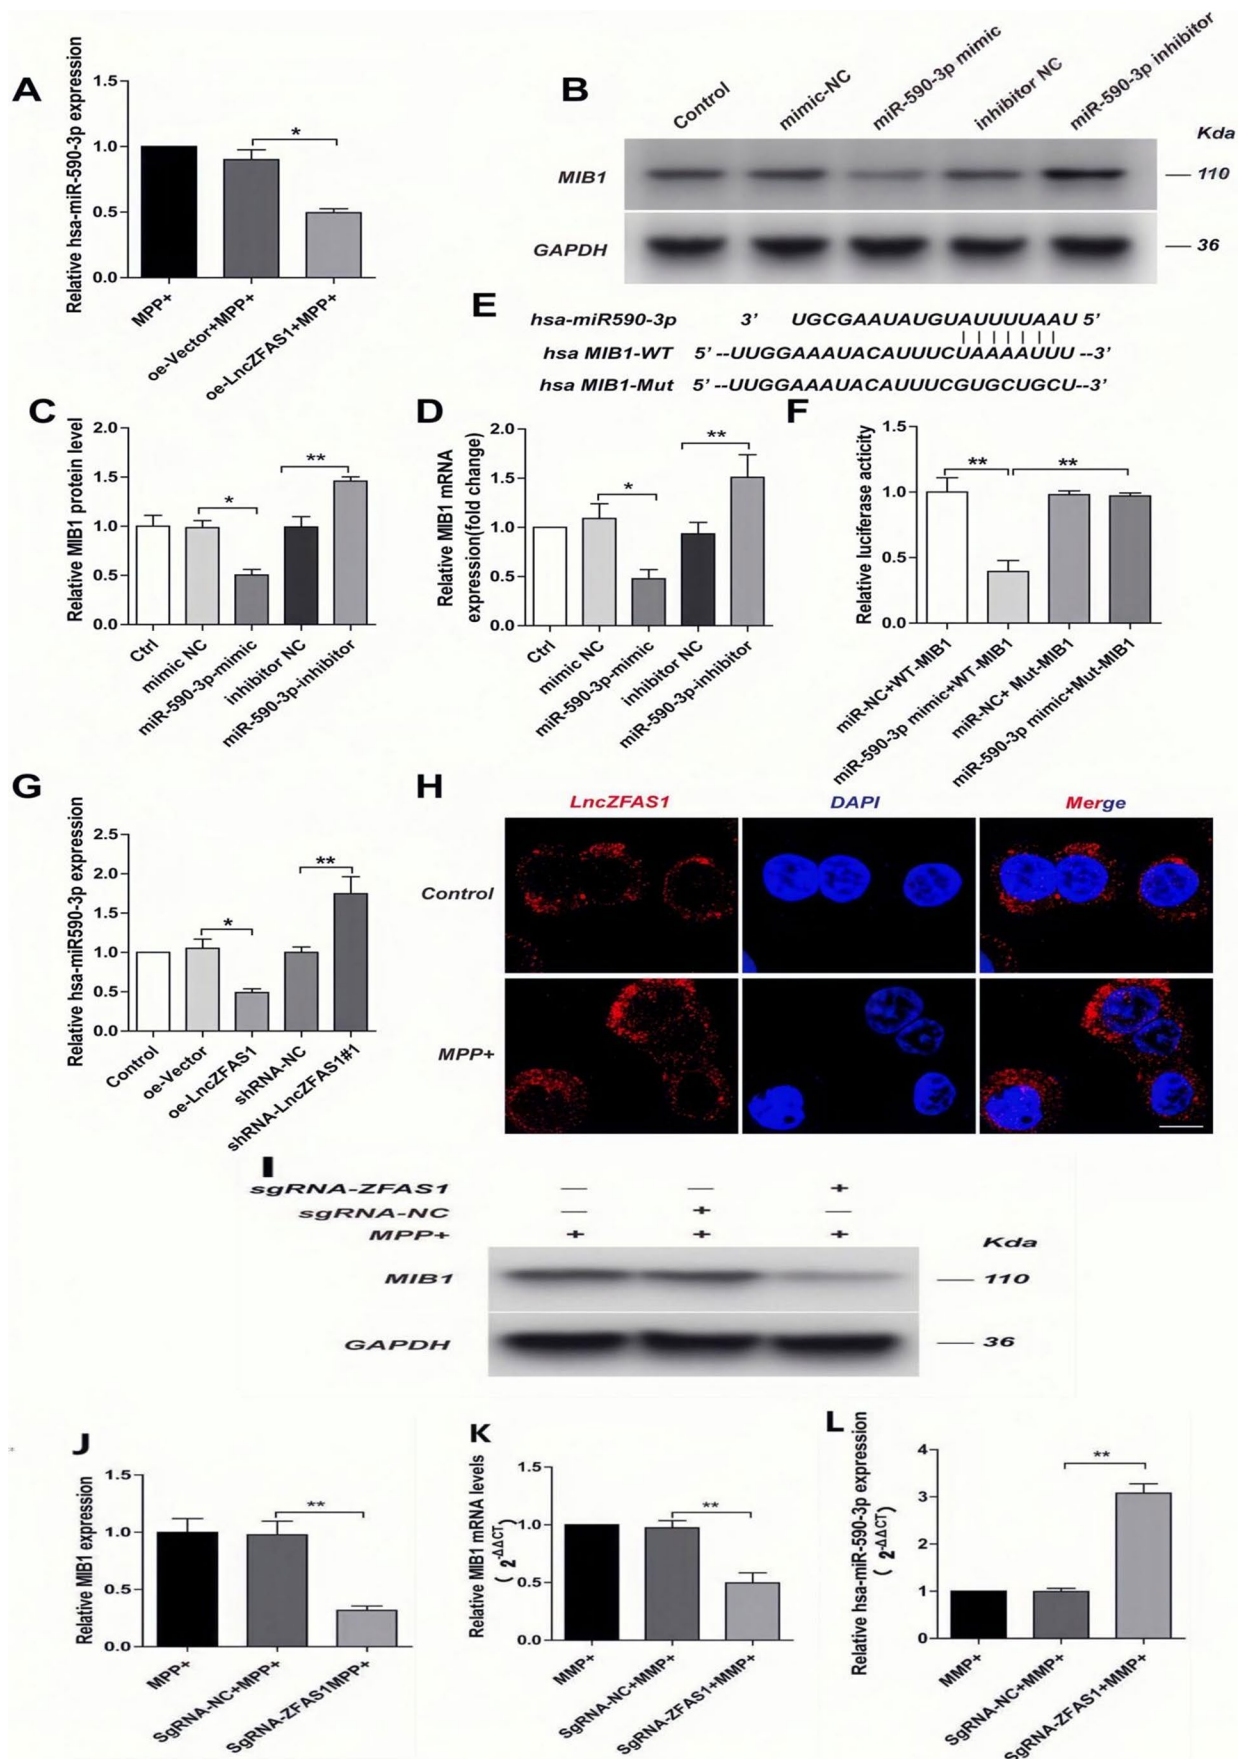 A
Relative hsa-miR-590-3p expression
1.5
1.0
0.5
0.0
*
MPP+
oe-Vector+MPP+
oe-LncZFAS1+MPP+
B
Control
mimic-NC
miR-590-3p mimic
inhibitor NC
miR-590-3p inhibitor
Kda
MIB1
110
GAPDH
36
E
hsa-miR590-3p 3’ UGCGAAUAUGUAUUUUAAU 5’
hsa MIB1-WT 5’ --UUGGAAAUACAUUUCUAAAAUUU --3’
hsa MIB1-Mut 5’ --UUGGAAAUACAUUUCGUGCUGCU--3’
C
Relative MIB1 protein level
2.0
1.5
1.0
0.5
0.0
*
**
Ctrl
mimic NC
miR-590-3p-mimic
inhibitor NC
miR-590-3p-inhibitor
D
Relative MIB1 mRNA
expression(fold change)
2.0
1.5
1.0
0.5
0.0
*
**
Ctrl
mimic NC
miR-590-3p-mimic
inhibitor NC
miR-590-3p-inhibitor
F
Relative luciferase acticity
1.5
1.0
0.5
0.0
**
**
miR-NC+WT-MIB1
miR-590-3p mimic+WT-MIB1
miR-NC+ Mut-MIB1
miR-590-3p mimic+Mut-MIB1
G
Relative hsa-miR590-3p expression
2.5
2.0
1.5
1.0
0.5
0.0
*
**
Control
oe-Vector
oe-LncZFAS1
shRNA-NC
shRNA-LncZFAS1#1
H
LncZFAS1 DAPI Merge
Control
MPP+
I
sgRNA-ZFAS1 — — +
sgRNA-NC — + —
MPP+ + + +
Kda
MIB1
110
GAPDH
36
J
Relative MIB1 expression
1.5
1.0
0.5
0.0
**
MPP+
SgRNA-NC+MPP+
SgRNA-ZFAS1MPP+
K
Relative MIB1 mRNA levels
( 2-ΔΔCT)
1.5
1.0
0.5
0.0
**
MMP+
SgRNA-NC+MMP+
SgRNA-ZFAS1+MMP+
L
Relative hsa-miR-590-3p expression
( 2-ΔΔCT)
4
3
2
1
0
**
MMP+
SgRNA-NC+MMP+
SgRNA-ZFAS1+MMP+